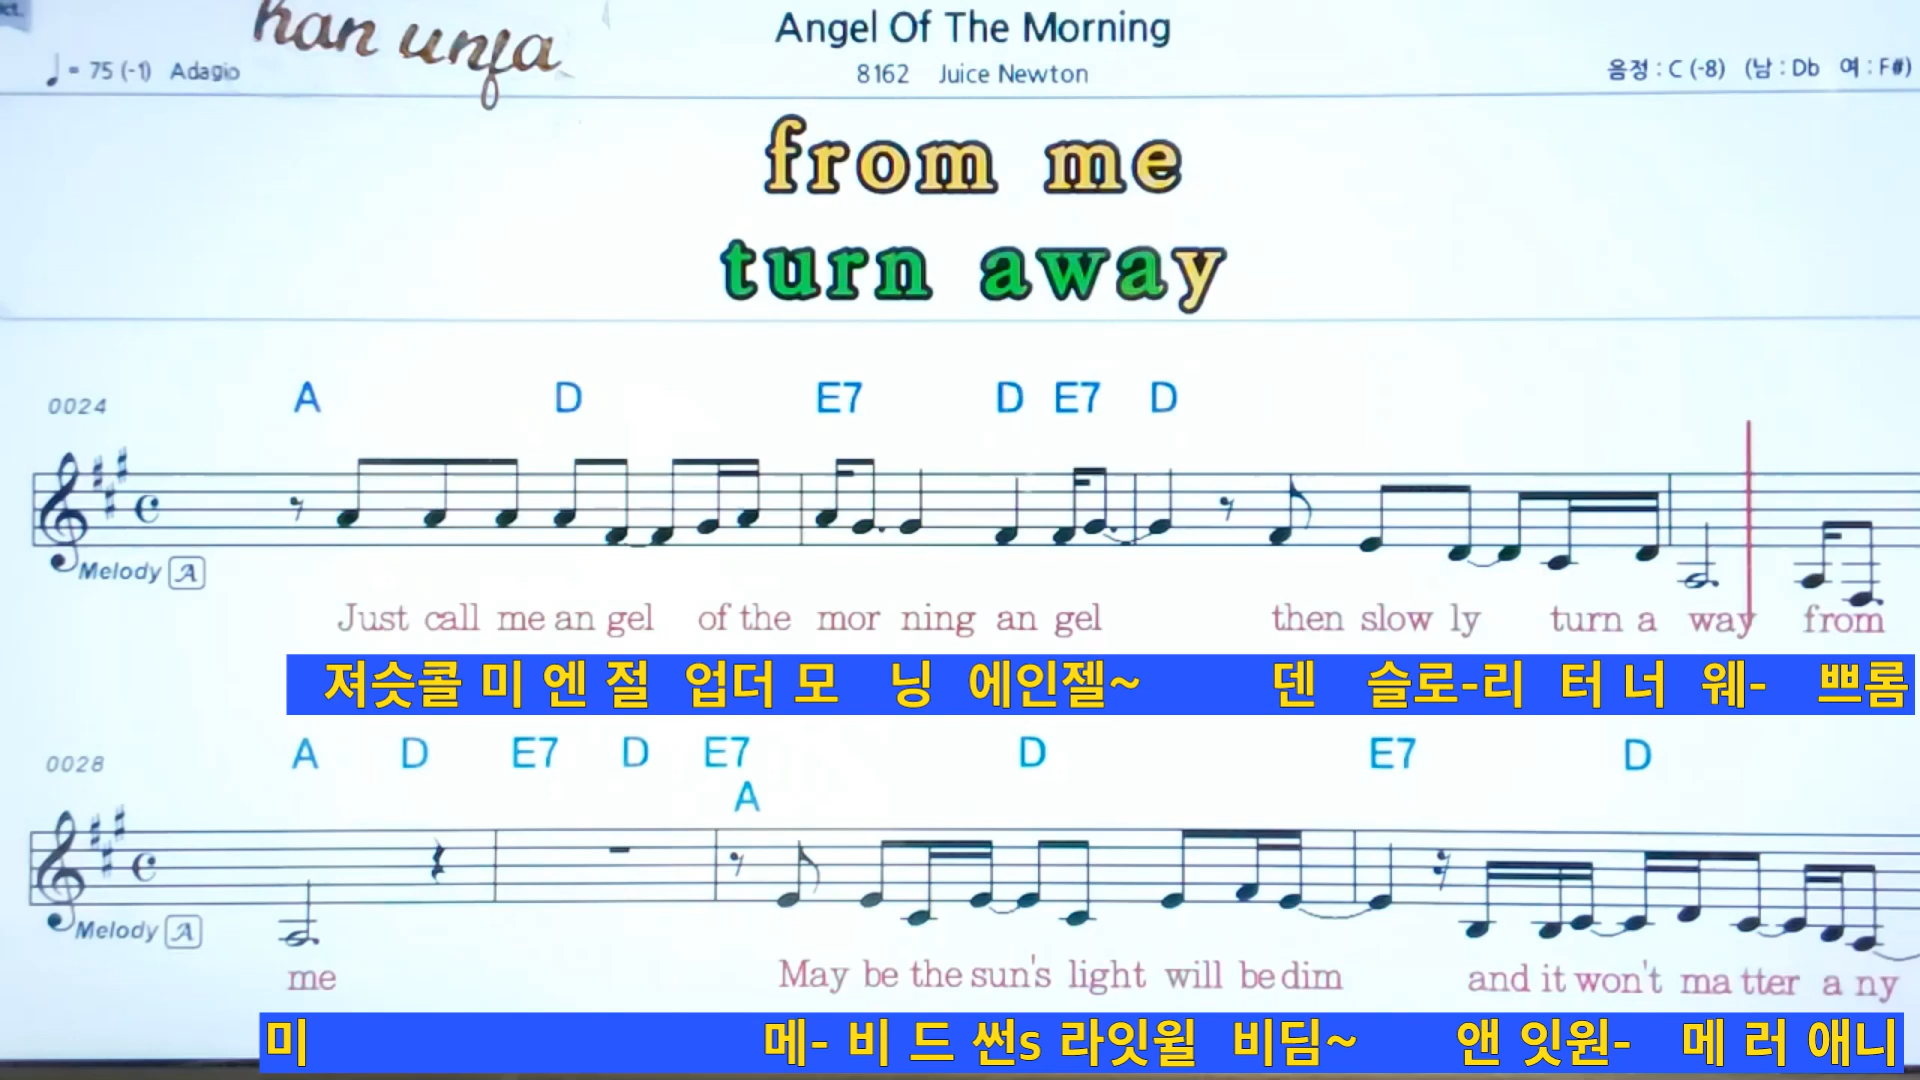 ct.
han unfa
Angel Of The Morning
♩ = 75 (-1) Adagio
8162 Juice Newton
음정 : C (-8) (남 : Db 여 : F#)
from me
turn away
0024 A D E7 D E7 D
Melody A
Just call me an gel of the mor ning an gel then slow ly turn a way from
져슷콜 미 엔 절 업더 모 닝 에인젤~ 덴 슬로-리 터 너 웨- 쁘롬
0028 A D E7 D E7 D E7 D
A
Melody A
me May be the sun's light will be dim and it won't ma tter a ny
미 메- 비 드 썬s 라잇윌 비딤~ 앤 잇원- 메 러 애니